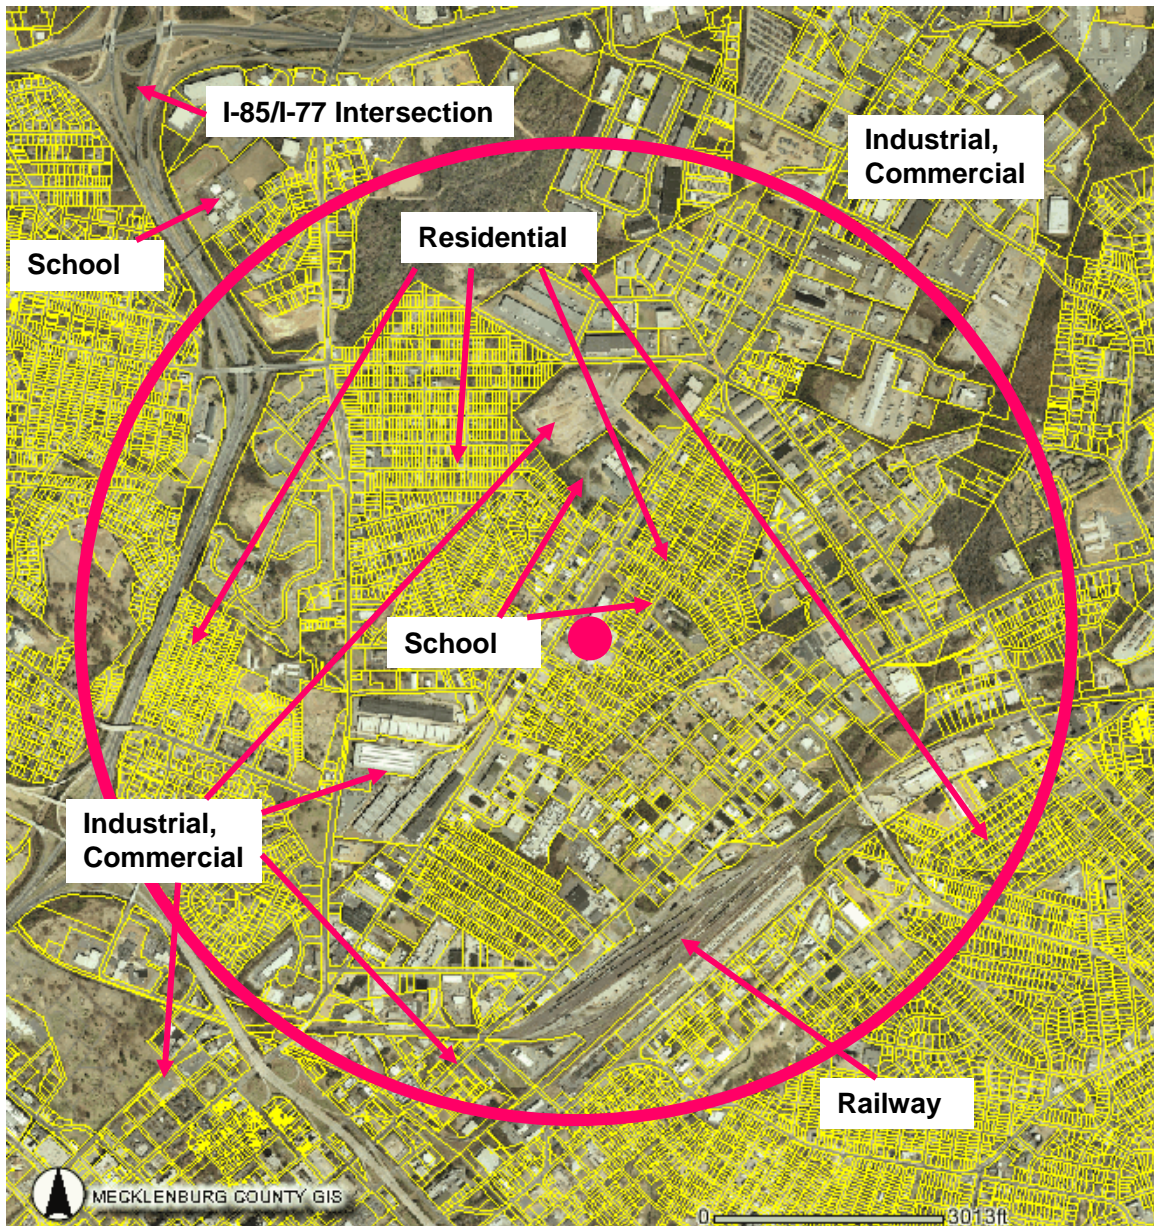 I-85/I-77 Intersection
Industrial,
Commercial
School
Residential
School
Industrial,
Commercial
Railway
MECKLENBURG COUNTY GIS
0 3013ft